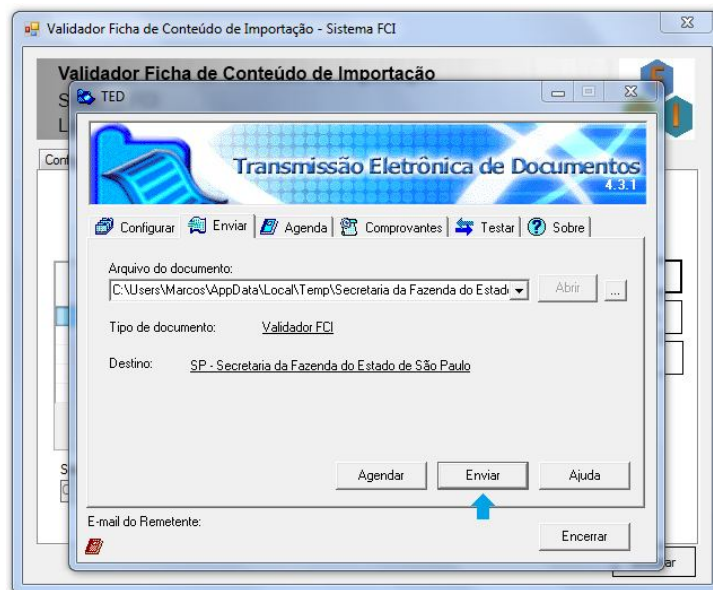 Validador Ficha de Conteúdo de Importação - Sistema FCI
Validador Ficha de Conteúdo de Importação
TED
Transmissão Eletrônica de Documentos
4.3.1
Configurar Enviar Agenda Comprovantes Testar Sobre
Arquivo do documento:
C:\Users\Marcos\AppData\Local\Temp\Secretaria da Fazenda do Estad
Abrir ...
Tipo de documento: Validador FCI
Destino: SP - Secretaria da Fazenda do Estado de São Paulo
Agendar Enviar Ajuda
E-mail do Remetente:
Encerrar